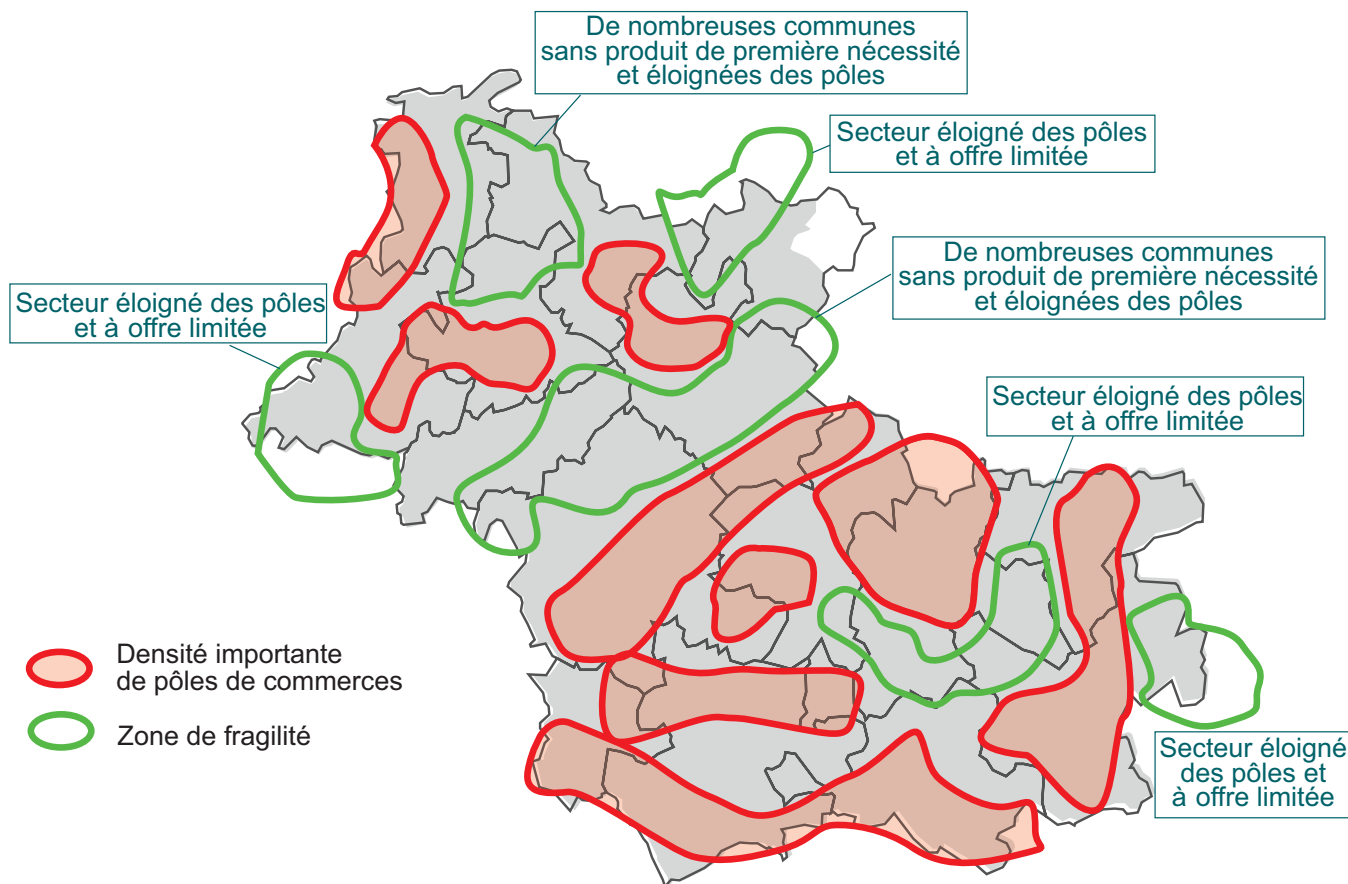 De nombreuses communes
sans produit de première nécessité
et éloignées des pôles
Secteur éloigné des pôles
et à offre limitée
De nombreuses communes
sans produit de première nécessité
et éloignées des pôles
Secteur éloigné des pôles
et à offre limitée
Secteur éloigné des pôles
et à offre limitée
Densité importante
de pôles de commerces
Zone de fragilité
Secteur éloigné
des pôles et
à offre limitée